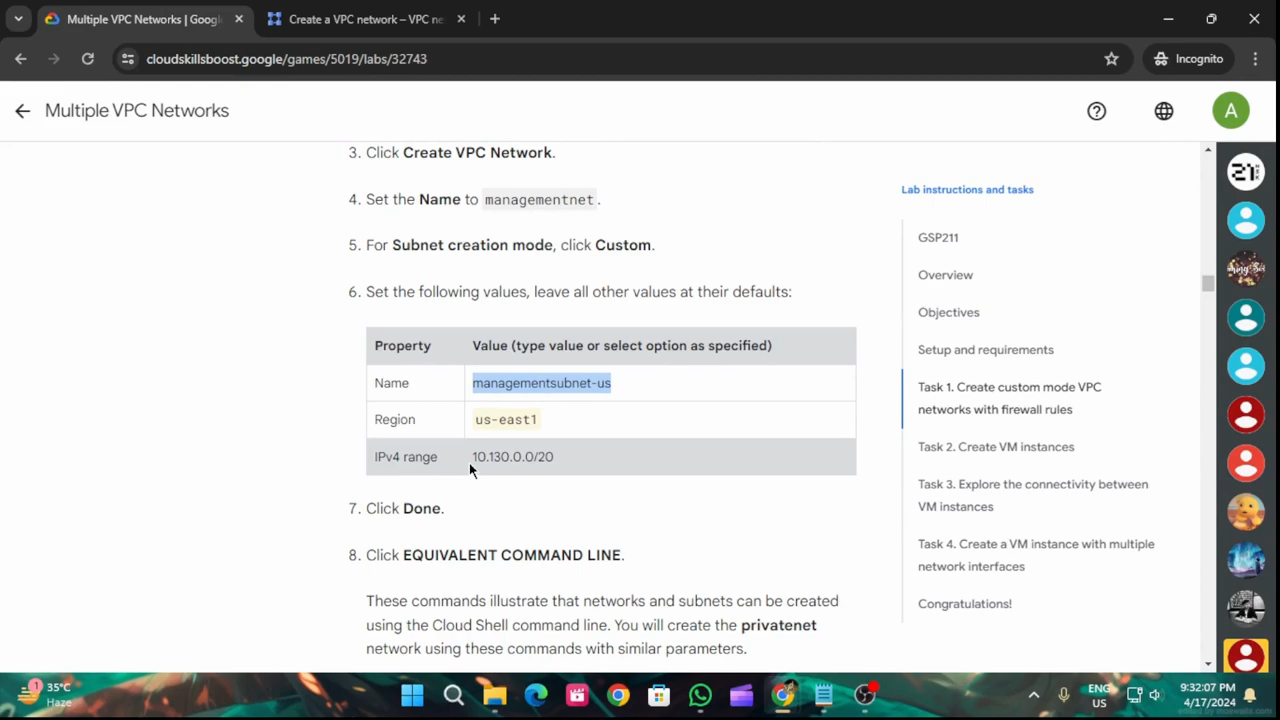 Multiple VPC Networks | Google
Create a VPC network – VPC ne
cloudskillsboost.google/games/5019/labs/32743
Incognito
Multiple VPC Networks
A
3. Click Create VPC Network.
4. Set the Name to managementnet.
5. For Subnet creation mode, click Custom.
6. Set the following values, leave all other values at their defaults:
Property Value (type value or select option as specified)
Name managementsubnet-us
Region us-east1
IPv4 range 10.130.0.0/20
7. Click Done.
8. Click EQUIVALENT COMMAND LINE.
These commands illustrate that networks and subnets can be created
using the Cloud Shell command line. You will create the privatenet
network using these commands with similar parameters.
Lab instructions and tasks
GSP211
Overview
Objectives
Setup and requirements
Task 1. Create custom mode VPC
networks with firewall rules
Task 2. Create VM instances
Task 3. Explore the connectivity between
VM instances
Task 4. Create a VM instance with multiple
network interfaces
Congratulations!
21
1
35°C
Haze
ENG
US
9:32:07 PM
4/17/2024